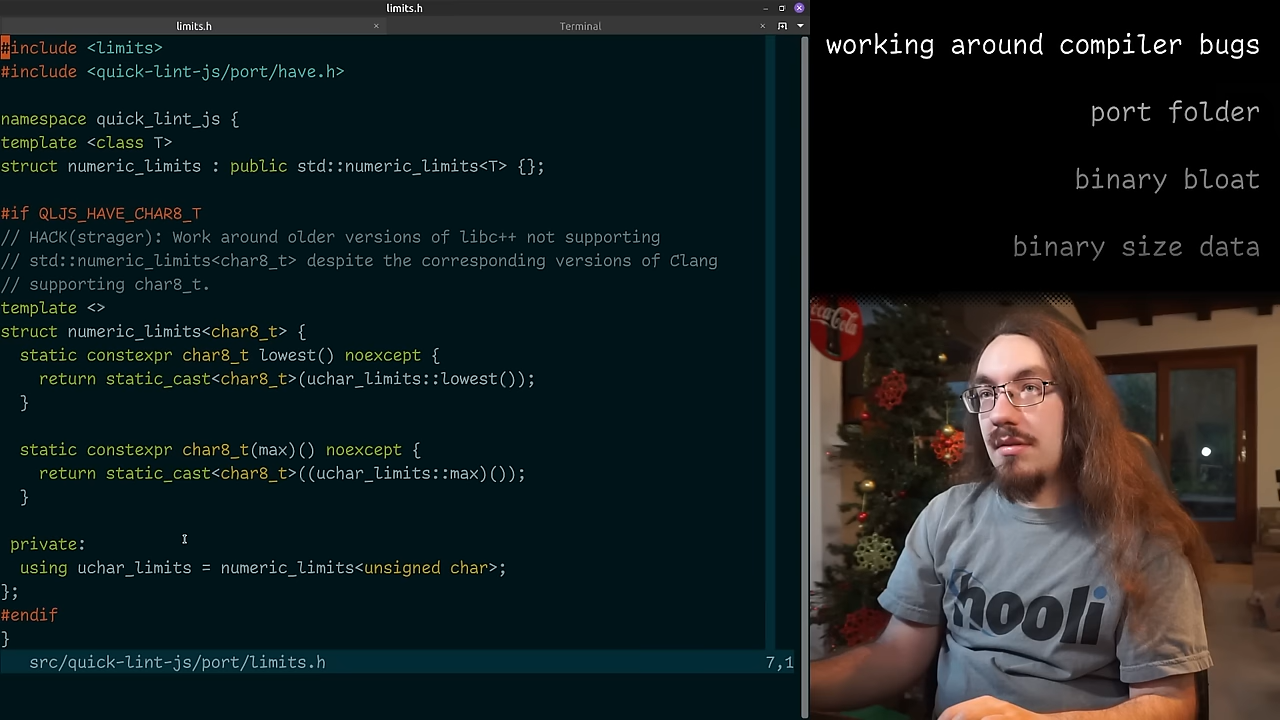 limits.h
limits.h
Terminal
#include <limits>
#include <quick-lint-js/port/have.h>
namespace quick_lint_js {
template <class T>
struct numeric_limits : public std::numeric_limits<T> {};
#if QLJS_HAVE_CHAR8_T
// HACK(strager): Work around older versions of libc++ not supporting
// std::numeric_limits<char8_t> despite the corresponding versions of Clang
// supporting char8_t.
template <>
struct numeric_limits<char8_t> {
  static constexpr char8_t lowest() noexcept {
    return static_cast<char8_t>(uchar_limits::lowest());
  }
  static constexpr char8_t(max)() noexcept {
    return static_cast<char8_t>((uchar_limits::max)());
  }
 private:
  using uchar_limits = numeric_limits<unsigned char>;
};
#endif
}
src/quick-lint-js/port/limits.h
7,1
working around compiler bugs
port folder
binary bloat
binary size data
Coca-Cola
hooli